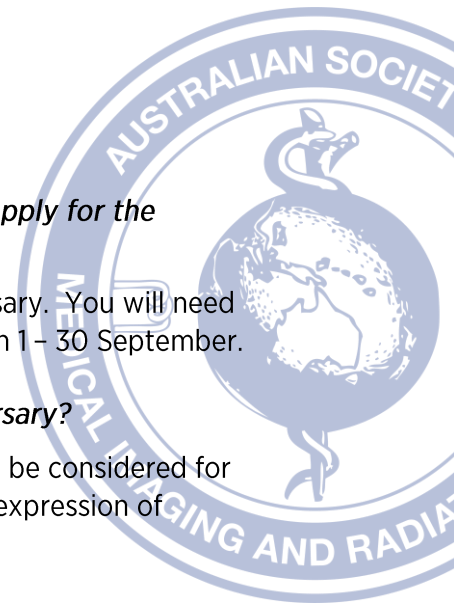 AUSTRALIAN SOCIET
pply for the
sary. You will need
n 1 – 30 September.
rsary?
be considered for
expression of
MEDICAL IMAGING AND RADIAT